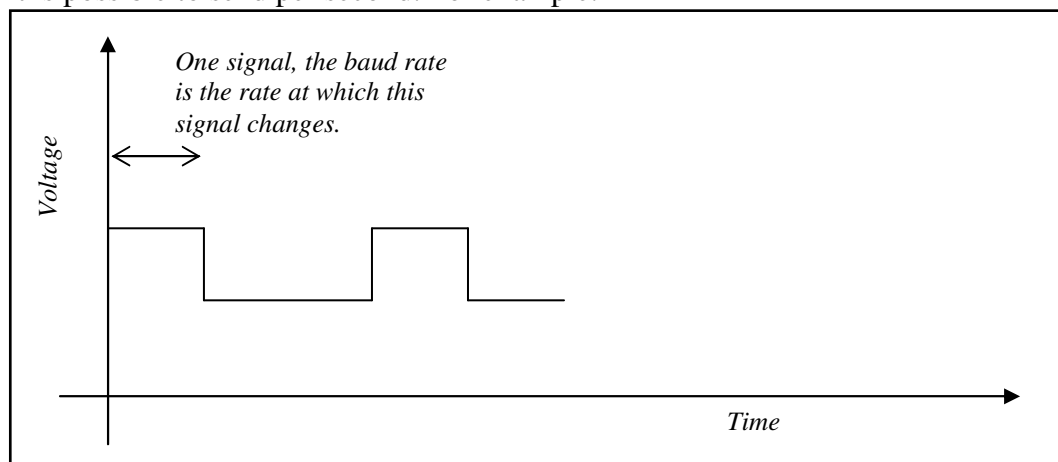 One signal, the baud rate
is the rate at which this
signal changes.
Voltage
Time